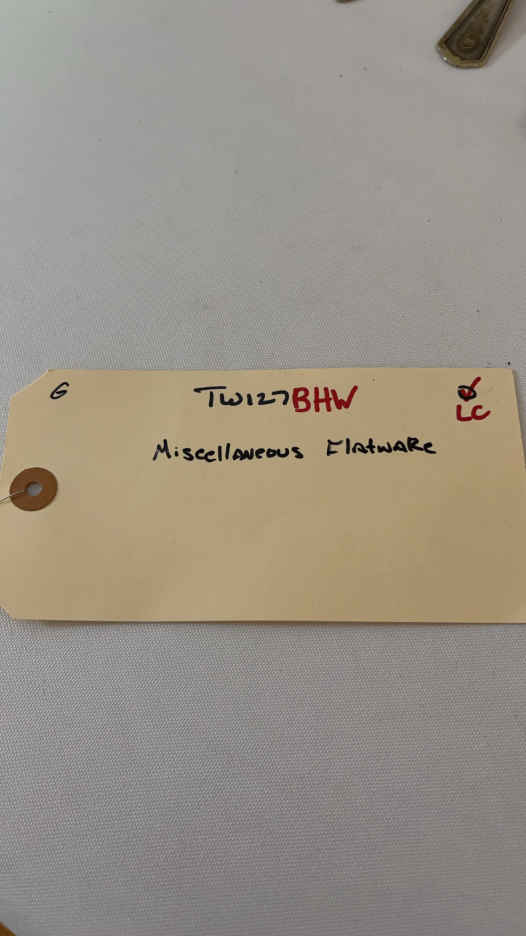 G TW127BHW
LC
Miscellaneous Flatware